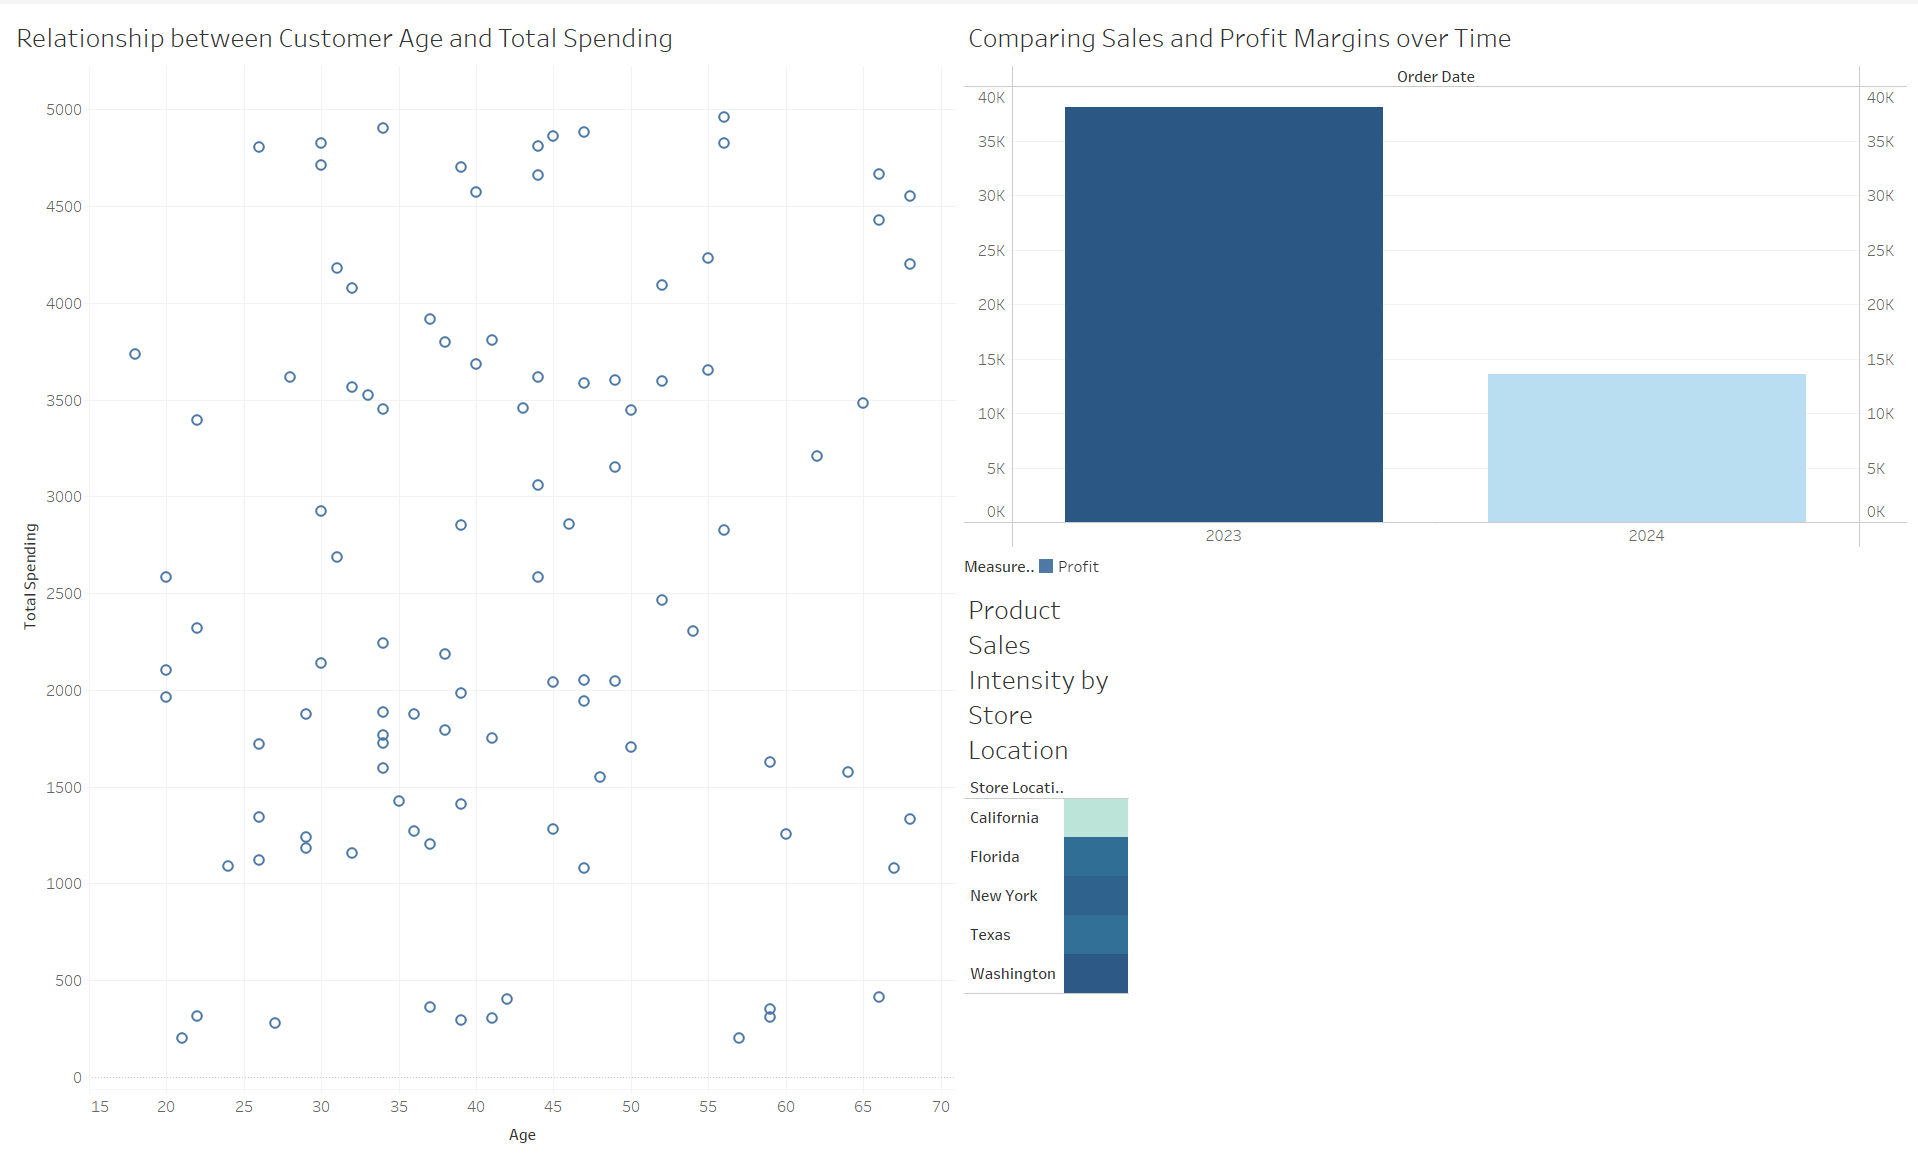 Relationship between Customer Age and Total Spending
5000
4500
4000
3500
3000
2500
2000
1500
1000
500
0
Total Spending
15 20 25 30 35 40 45 50 55 60 65 70
Age
Comparing Sales and Profit Margins over Time
Order Date
40K 40K
35K 35K
30K 30K
25K 25K
20K 20K
15K 15K
10K 10K
5K 5K
0K 0K
2023 2024
Measure.. Profit
Product
Sales
Intensity by
Store
Location
Store Locati..
California
Florida
New York
Texas
Washington